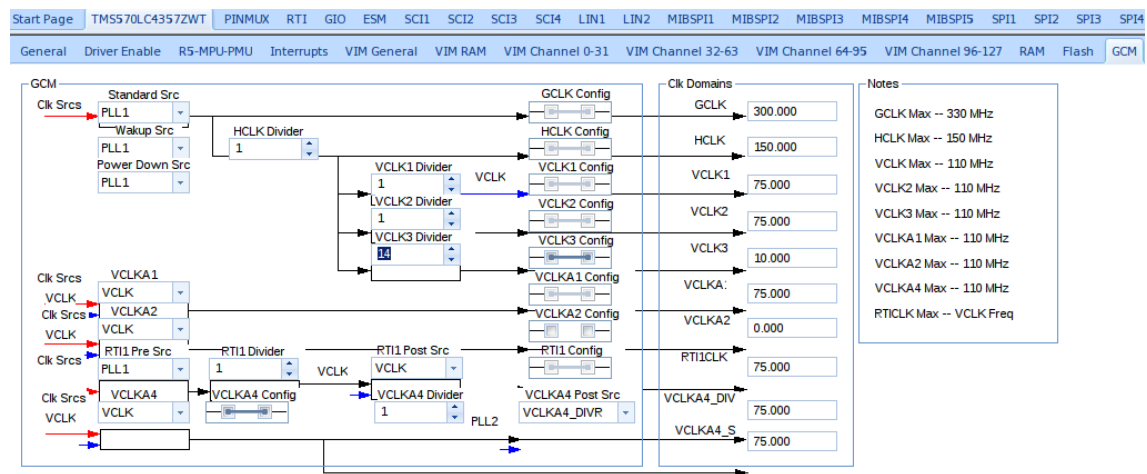 Start Page TMS570LC4357ZWT PINMUX RTI GIO ESM SCI1 SCI2 SCI3 SCI4 LIN1 LIN2 MIBSPI1 MIBSPI2 MIBSPI3 MIBSPI4 MIBSPI5 SPI1 SPI2 SPI3 SPI4
General Driver Enable R5-MPU-PMU Interrupts VIM General VIM RAM VIM Channel 0-31 VIM Channel 32-63 VIM Channel 64-95 VIM Channel 96-127 RAM Flash GCM
GCM
Clk Srcs
Standard Src
PLL1
Wakup Src
PLL1
Power Down Src
PLL1
HCLK Divider
1
VCLK1 Divider
1
VCLK2 Divider
1
VCLK3 Divider
14
VCLK
GCLK Config
HCLK Config
VCLK1 Config
VCLK2 Config
VCLK3 Config
VCLKA1 Config
VCLKA2 Config
RTI1 Config
Clk Srcs
VCLKA1
VCLK
VCLK
Clk Srcs
VCLKA2
VCLK
VCLK
Clk Srcs
RTI1 Pre Src
PLL1
RTI1 Divider
1
VCLK
RTI1 Post Src
VCLK
Clk Srcs
VCLK
VCLKA4
VCLK
VCLKA4 Config
VCLKA4 Divider
1
PLL2
VCLKA4 Post Src
VCLKA4_DIVR
Clk Domains
GCLK
300.000
HCLK
150.000
VCLK1
75.000
VCLK2
75.000
VCLK3
10.000
VCLKA:
75.000
VCLKA2
0.000
RTI1CLK
75.000
VCLKA4_DIV
75.000
VCLKA4_S
75.000
Notes
GCLK Max -- 330 MHz
HCLK Max -- 150 MHz
VCLK Max -- 110 MHz
VCLK2 Max -- 110 MHz
VCLK3 Max -- 110 MHz
VCLKA1 Max -- 110 MHz
VCLKA2 Max -- 110 MHz
VCLKA4 Max -- 110 MHz
RTICLK Max -- VCLK Freq